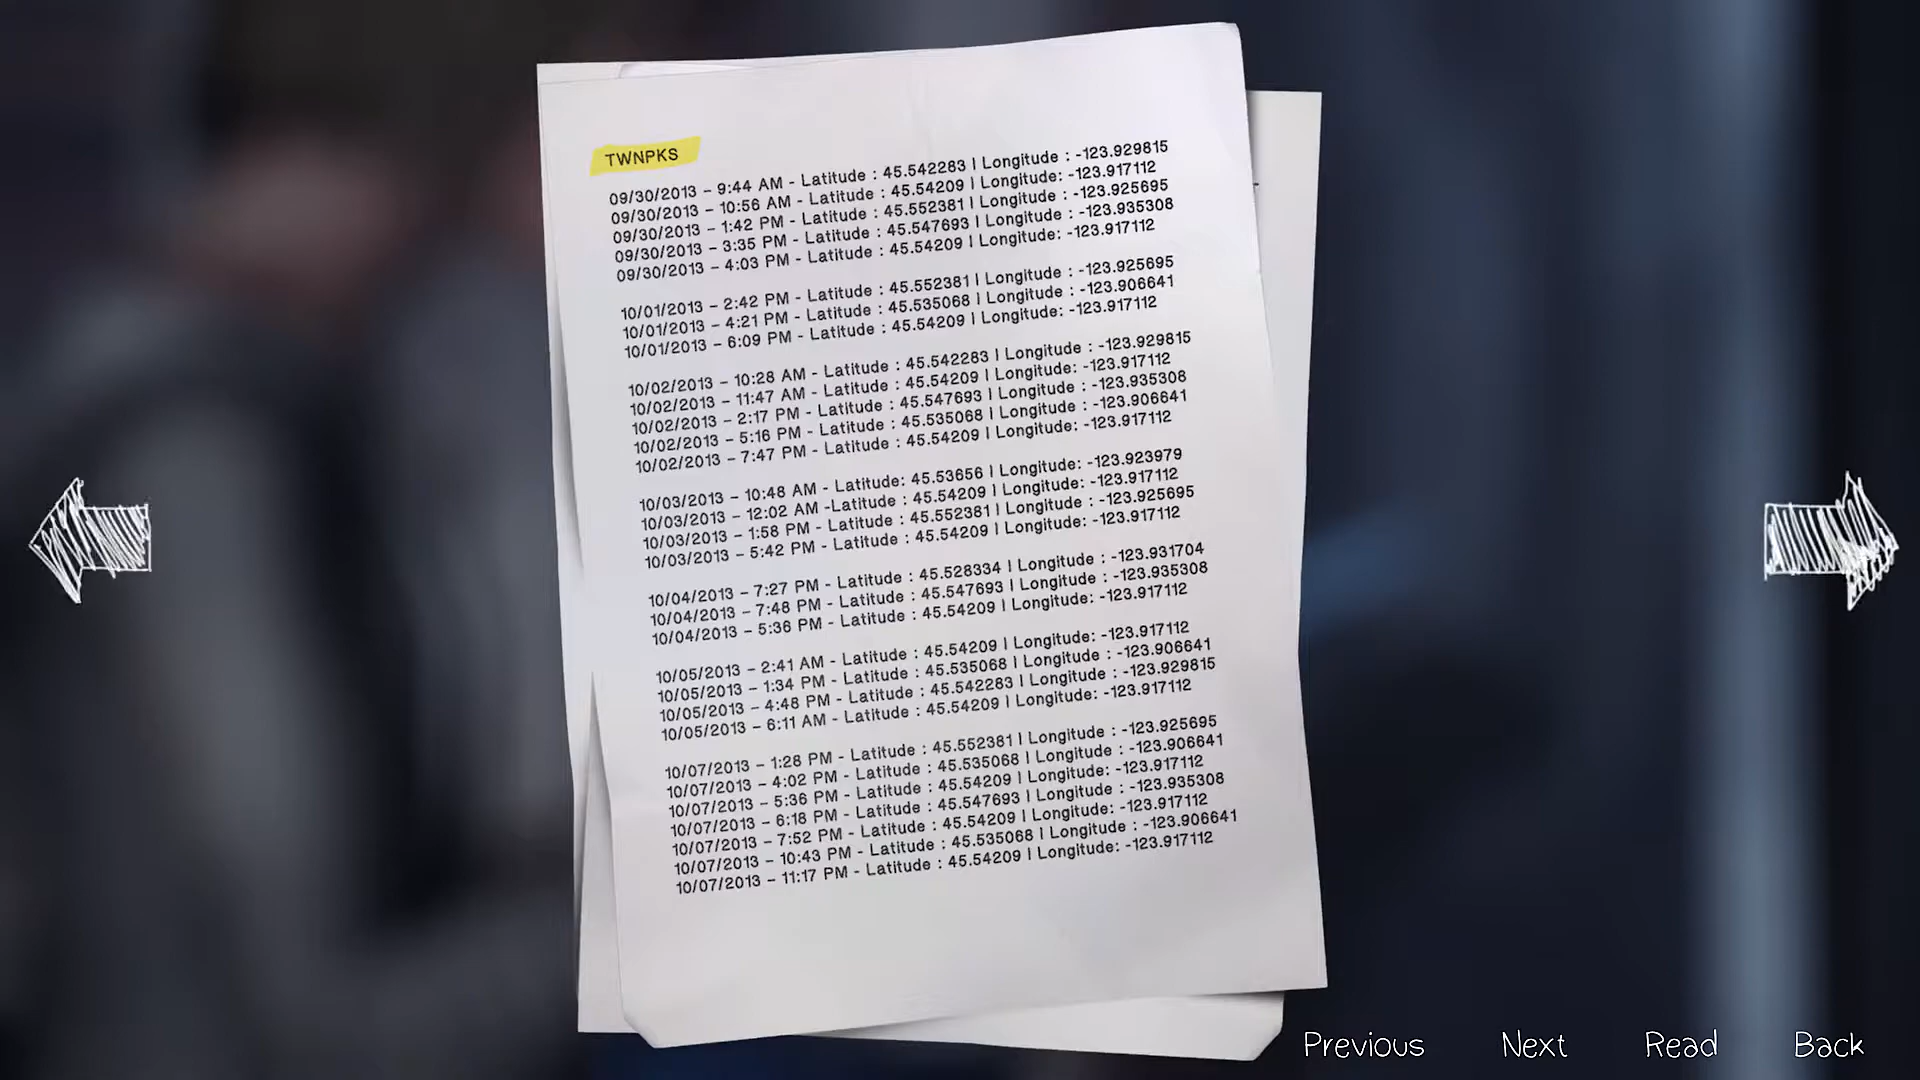 TWNPKS
09/30/2013 – 9:44 AM - Latitude : 45.542283 | Longitude : -123.929815
09/30/2013 – 10:56 AM - Latitude : 45.54209 | Longitude: -123.917112
09/30/2013 – 1:42 PM - Latitude : 45.552381 | Longitude : -123.925695
09/30/2013 – 3:35 PM - Latitude : 45.547693 | Longitude : -123.935308
09/30/2013 – 4:03 PM - Latitude : 45.54209 | Longitude: -123.917112
10/01/2013 – 2:42 PM - Latitude : 45.552381 | Longitude : -123.925695
10/01/2013 – 4:21 PM - Latitude : 45.535068 | Longitude : -123.906641
10/01/2013 – 6:09 PM - Latitude : 45.54209 | Longitude: -123.917112
10/02/2013 – 10:28 AM - Latitude : 45.542283 | Longitude : -123.929815
10/02/2013 – 11:47 AM - Latitude : 45.54209 | Longitude: -123.917112
10/02/2013 – 2:17 PM - Latitude : 45.547693 | Longitude : -123.935308
10/02/2013 – 5:16 PM - Latitude : 45.535068 | Longitude : -123.906641
10/02/2013 – 7:47 PM - Latitude : 45.54209 | Longitude: -123.917112
10/03/2013 – 10:48 AM - Latitude: 45.53656 | Longitude: -123.923979
10/03/2013 – 12:02 AM -Latitude : 45.54209 | Longitude: -123.917112
10/03/2013 – 1:58 PM - Latitude : 45.552381 | Longitude : -123.925695
10/03/2013 – 5:42 PM - Latitude : 45.54209 | Longitude: -123.917112
10/04/2013 – 7:27 PM - Latitude : 45.528334 | Longitude : -123.931704
10/04/2013 – 7:48 PM - Latitude : 45.547693 | Longitude : -123.935308
10/04/2013 – 5:36 PM - Latitude : 45.54209 | Longitude: -123.917112
10/05/2013 – 2:41 AM - Latitude : 45.54209 | Longitude: -123.917112
10/05/2013 – 1:34 PM - Latitude : 45.535068 | Longitude : -123.906641
10/05/2013 – 4:48 PM - Latitude : 45.542283 | Longitude : -123.929815
10/05/2013 – 6:11 AM - Latitude : 45.54209 | Longitude: -123.917112
10/07/2013 – 1:28 PM - Latitude : 45.552381 | Longitude : -123.925695
10/07/2013 – 4:02 PM - Latitude : 45.535068 | Longitude : -123.906641
10/07/2013 – 5:36 PM - Latitude : 45.54209 | Longitude: -123.917112
10/07/2013 – 6:18 PM - Latitude : 45.547693 | Longitude : -123.935308
10/07/2013 – 7:52 PM - Latitude : 45.54209 | Longitude: -123.917112
10/07/2013 – 10:43 PM - Latitude : 45.535068 | Longitude : -123.906641
10/07/2013 – 11:17 PM - Latitude : 45.54209 | Longitude: -123.917112
Previous Next Read Back